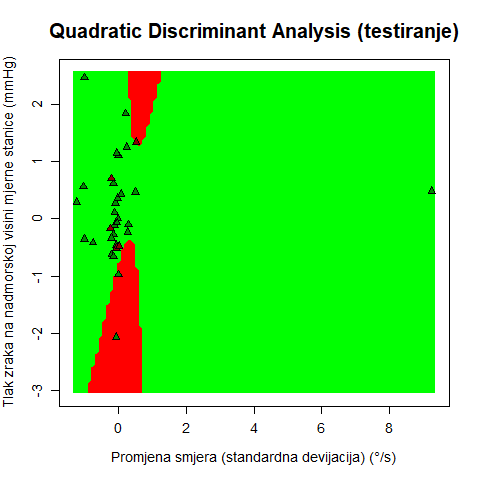 Quadratic Discriminant Analysis (testiranje)
Tlak zraka na nadmorskoj visini mjerne stanice (mmHg)
2
1
0
-1
-2
-3
0 2 4 6 8
Promjena smjera (standardna devijacija) (°/s)